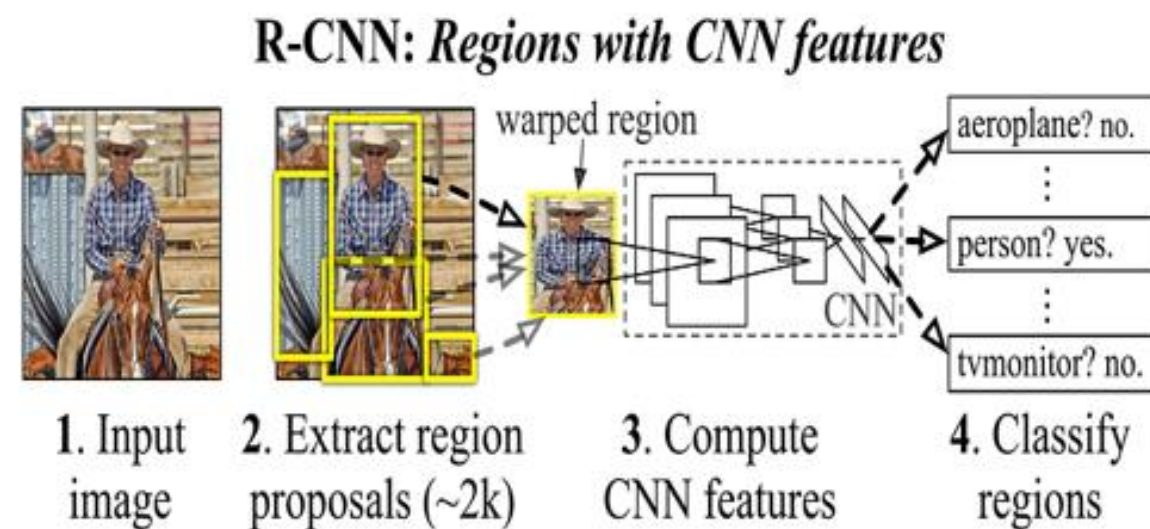 R-CNN: Regions with CNN features
warped region
aeroplane? no.
person? yes.
CNN
tvmonitor? no.
1. Input
image
2. Extract region
proposals (~2k)
3. Compute
CNN features
4. Classify
regions